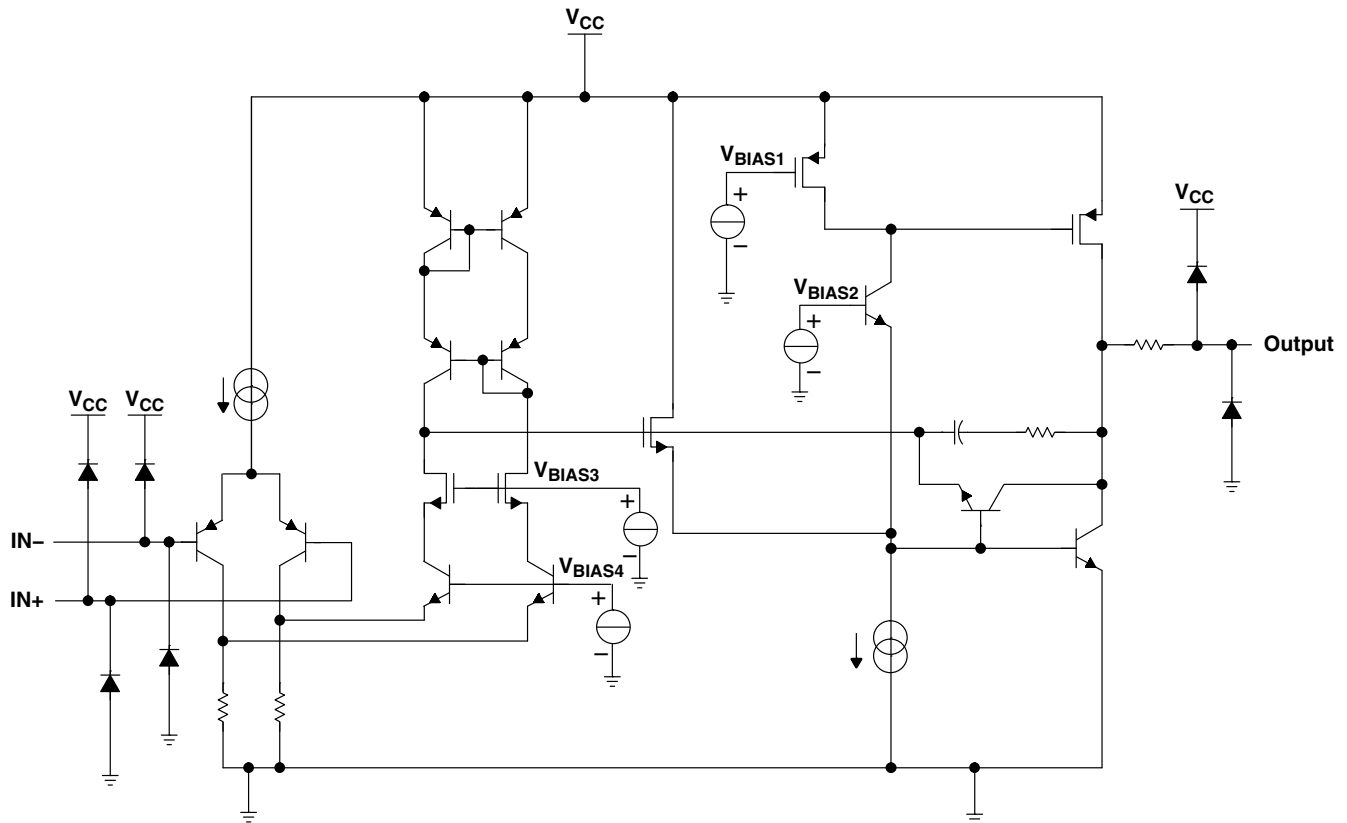 VCC
VBIAS1
+
−
VCC
VBIAS2
+
−
Output
VCC
VCC
VBIAS3
+
−
IN−
VBIAS4
+
−
IN+